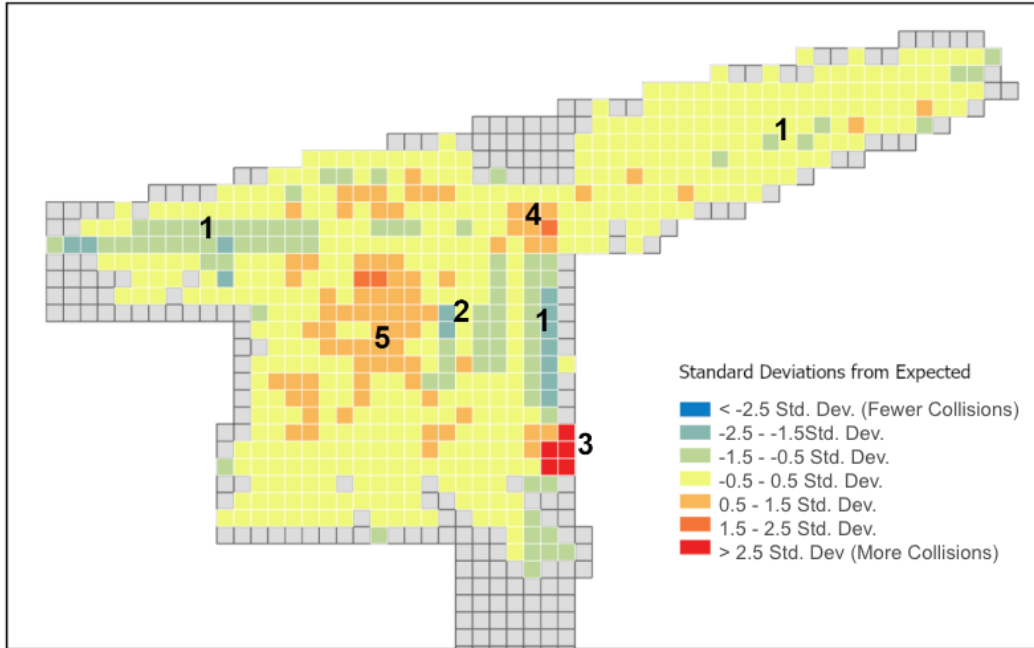 1
1
4
2
1
5
3
Standard Deviations from Expected
< -2.5 Std. Dev. (Fewer Collisions)
-2.5 - -1.5Std. Dev.
-1.5 - -0.5 Std. Dev.
-0.5 - 0.5 Std. Dev.
0.5 - 1.5 Std. Dev.
1.5 - 2.5 Std. Dev.
> 2.5 Std. Dev (More Collisions)